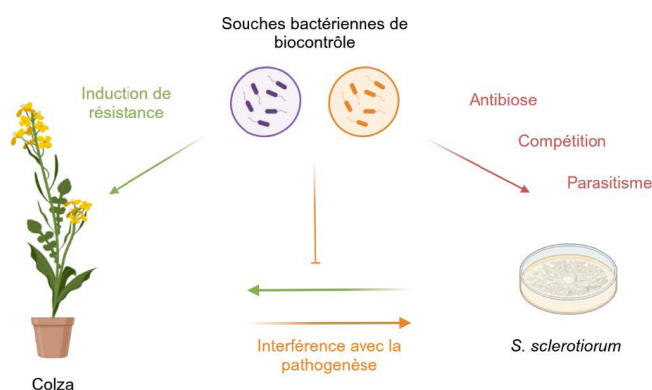 Souches bactériennes de
biocontrôle
Induction de
résistance
Antibiose
Compétition
Parasitisme
Interférence avec la
pathogenèse
S. sclerotiorum
Colza